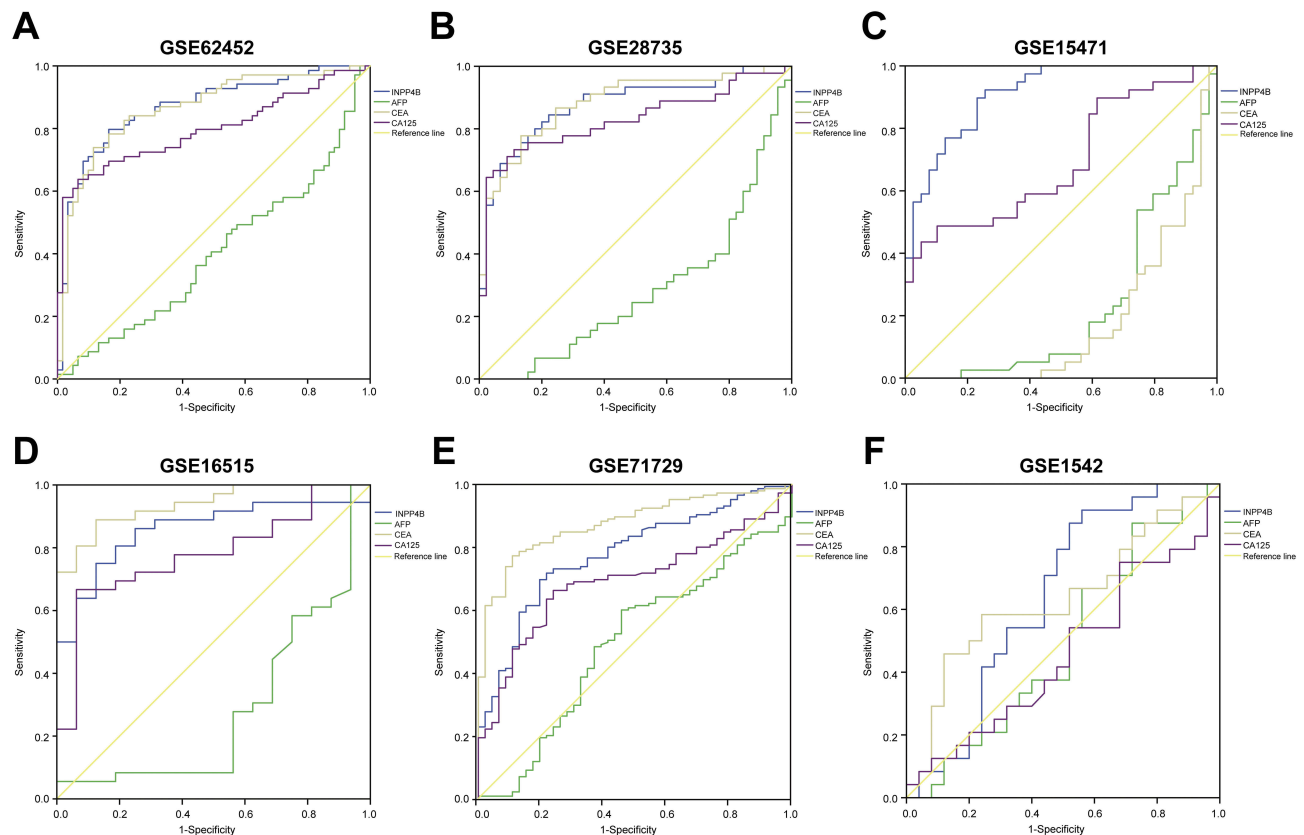 A
GSE62452
Sensitivity
1.0
0.8
0.6
0.4
0.2
0.0
0.0 0.2 0.4 0.6 0.8 1.0
1-Specificity
INPP4B
AFP
CEA
CA125
Reference line
B
GSE28735
Sensitivity
1.0
0.8
0.6
0.4
0.2
0.0
0.0 0.2 0.4 0.6 0.8 1.0
1-Specificity
INPP4B
AFP
CEA
CA125
Reference line
C
GSE15471
Sensitivity
1.0
0.8
0.6
0.4
0.2
0.0
0.0 0.2 0.4 0.6 0.8 1.0
1-Specificity
INPP4B
AFP
CEA
CA125
Reference line
D
GSE16515
Sensitivity
1.0
0.8
0.6
0.4
0.2
0.0
0.0 0.2 0.4 0.6 0.8 1.0
1-Specificity
INPP4B
AFP
CEA
CA125
Reference line
E
GSE71729
Sensitivity
1.0
0.8
0.6
0.4
0.2
0.0
0.0 0.2 0.4 0.6 0.8 1.0
1-Specificity
INPP4B
AFP
CEA
CA125
Reference line
F
GSE1542
Sensitivity
1.0
0.8
0.6
0.4
0.2
0.0
0.0 0.2 0.4 0.6 0.8 1.0
1-Specificity
INPP4B
AFP
CEA
CA125
Reference line